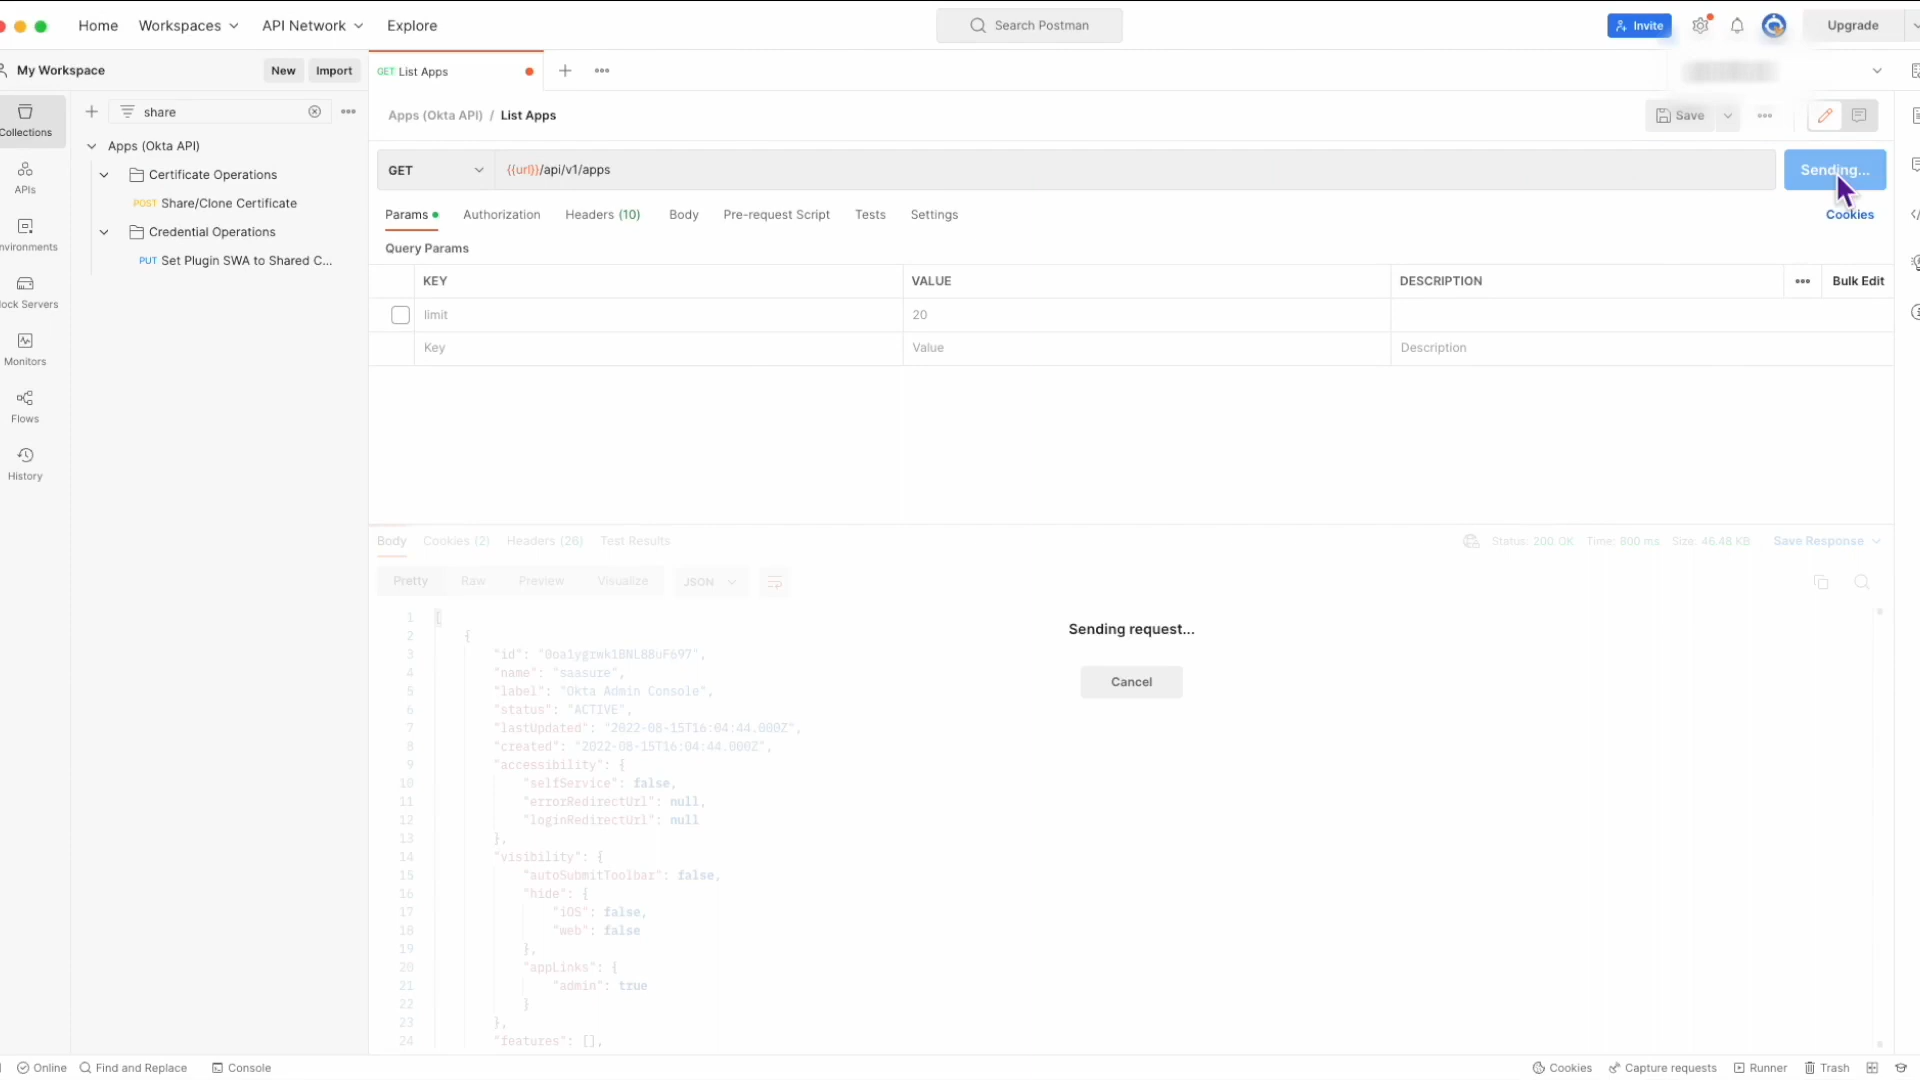 Home Workspaces API Network Explore Search Postman Invite Upgrade
My Workspace New Import GET List Apps
share
Apps (Okta API) / List Apps Save
Collections
Apps (Okta API)
Certificate Operations
POST Share/Clone Certificate
Credential Operations
PUT Set Plugin SWA to Shared C...
APIs
nvironments
lock Servers
Monitors
Flows
History
GET {{url}}/api/v1/apps Sending...
Params Authorization Headers (10) Body Pre-request Script Tests Settings Cookies
Query Params
KEY VALUE DESCRIPTION Bulk Edit
limit 20
Key Value Description
Body Cookies (2) Headers (26) Test Results Status: 200 OK Time: 800 ms Size: 46.48 KB Save Response
Pretty Raw Preview Visualize JSON
Sending request...
Cancel
1 [
2 {
3 "id": "0oa1ygrwk1BNL88uF697",
4 "name": "saasure",
5 "label": "Okta Admin Console",
6 "status": "ACTIVE",
7 "lastUpdated": "2022-08-15T16:04:44.000Z",
8 "created": "2022-08-15T16:04:44.000Z",
9 "accessibility": {
10 "selfService": false,
11 "errorRedirectUrl": null,
12 "loginRedirectUrl": null
13 },
14 "visibility": {
15 "autoSubmitToolbar": false,
16 "hide": {
17 "iOS": false,
18 "web": false
19 },
20 "appLinks": {
21 "admin": true
22 }
23 },
24 "features": [],
Online Find and Replace Console Cookies Capture requests Runner Trash